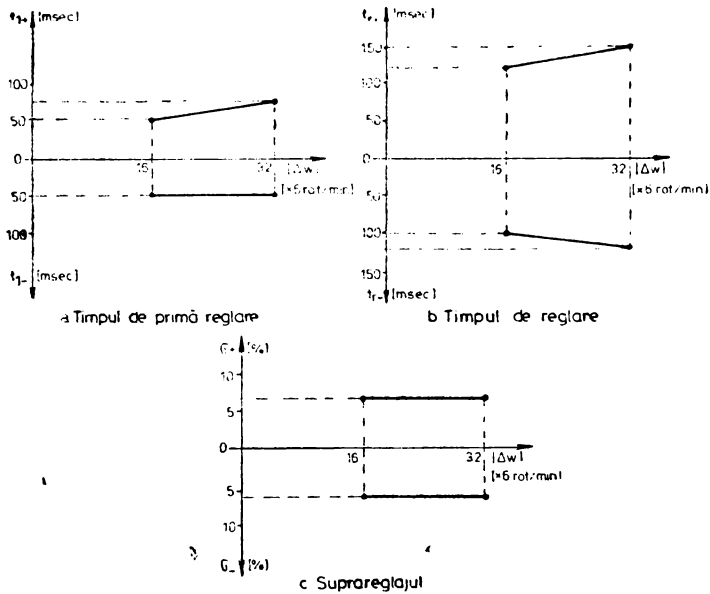 t₁₊ [msec]
100
50
0
16
32
|Δw|
[×6 rot/min]
50
100
t₁₋ [msec]
a Timpul de primă reglare
[msec]
150
100
50
0
16
32
|Δw|
[×6 rot/min]
50
100
150
tr₋ [msec]
b Timpul de reglare
σ₊ [%]
10
5
0
16
32
|Δw|
[×6 rot/min]
5
10
σ₋ [%]
c Suprareglajul